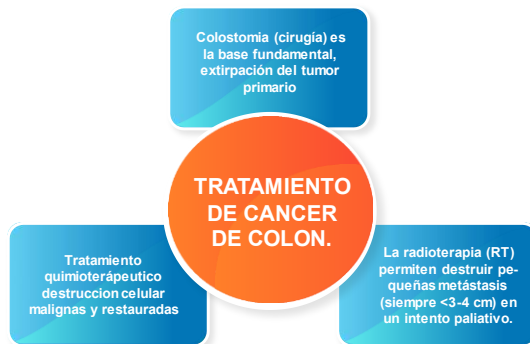 Colostomia (cirugía) es
la base fundamental,
extirpación del tumor
primario
TRATAMIENTO
DE CANCER
DE COLON.
Tratamiento
quimioterápeutico
destruccion celular
malignas y restauradas
La radioterapia (RT)
permiten destruir pe-
queñas metástasis
(siempre <3-4 cm) en
un intento paliativo.